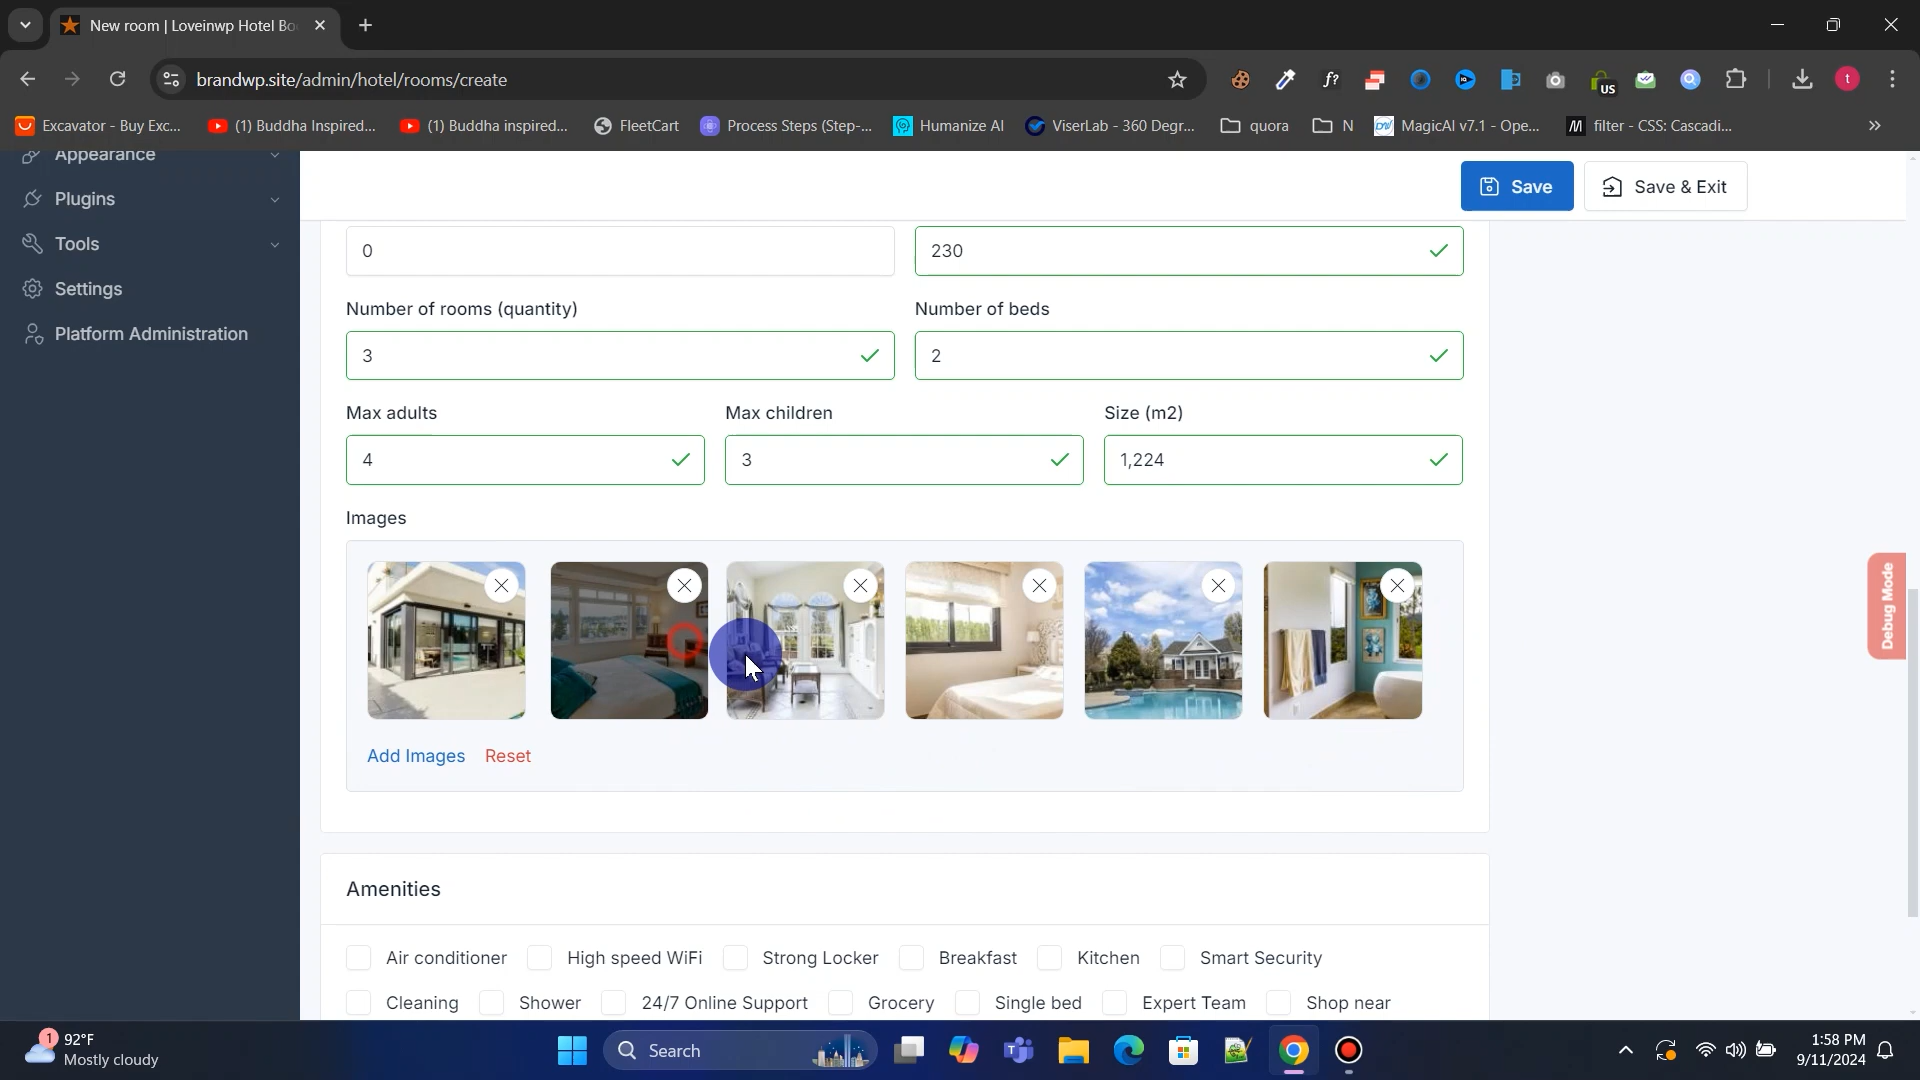 New room | Loveinwp Hotel Bo
brandwp.site/admin/hotel/rooms/create
f?
US
t
Excavator - Buy Exc...
(1) Buddha Inspired...
(1) Buddha inspired...
FleetCart
Process Steps (Step-...
Humanize AI
ViserLab - 360 Degr...
quora
N
MagicAI v7.1 - Ope...
filter - CSS: Cascadi...
»
Appearance
Plugins
Tools
Settings
Platform Administration
Save
Save & Exit
0
230
Number of rooms (quantity)
Number of beds
3
2
Max adults
Max children
Size (m2)
4
3
1,224
Images
Add Images
Reset
Debug Mode
Amenities
Air conditioner
High speed WiFi
Strong Locker
Breakfast
Kitchen
Smart Security
Cleaning
Shower
24/7 Online Support
Grocery
Single bed
Expert Team
Shop near
1
92°F
Mostly cloudy
Search
1:58 PM
9/11/2024